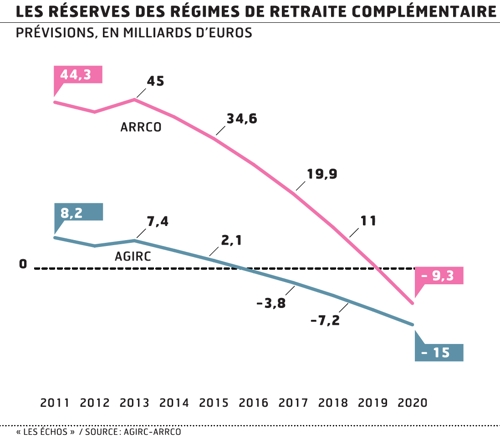 LES RÉSERVES DES RÉGIMES DE RETRAITE COMPLÉMENTAIRE
PRÉVISIONS, EN MILLIARDS D'EUROS
44,3
45
ARRCO
34,6
19,9
11
8,2
7,4
AGIRC
2,1
0
– 9,3
–3,8
–7,2
– 15
2011 2012 2013 2014 2015 2016 2017 2018 2019 2020
« LES ÉCHOS » / SOURCE : AGIRC-ARRCO